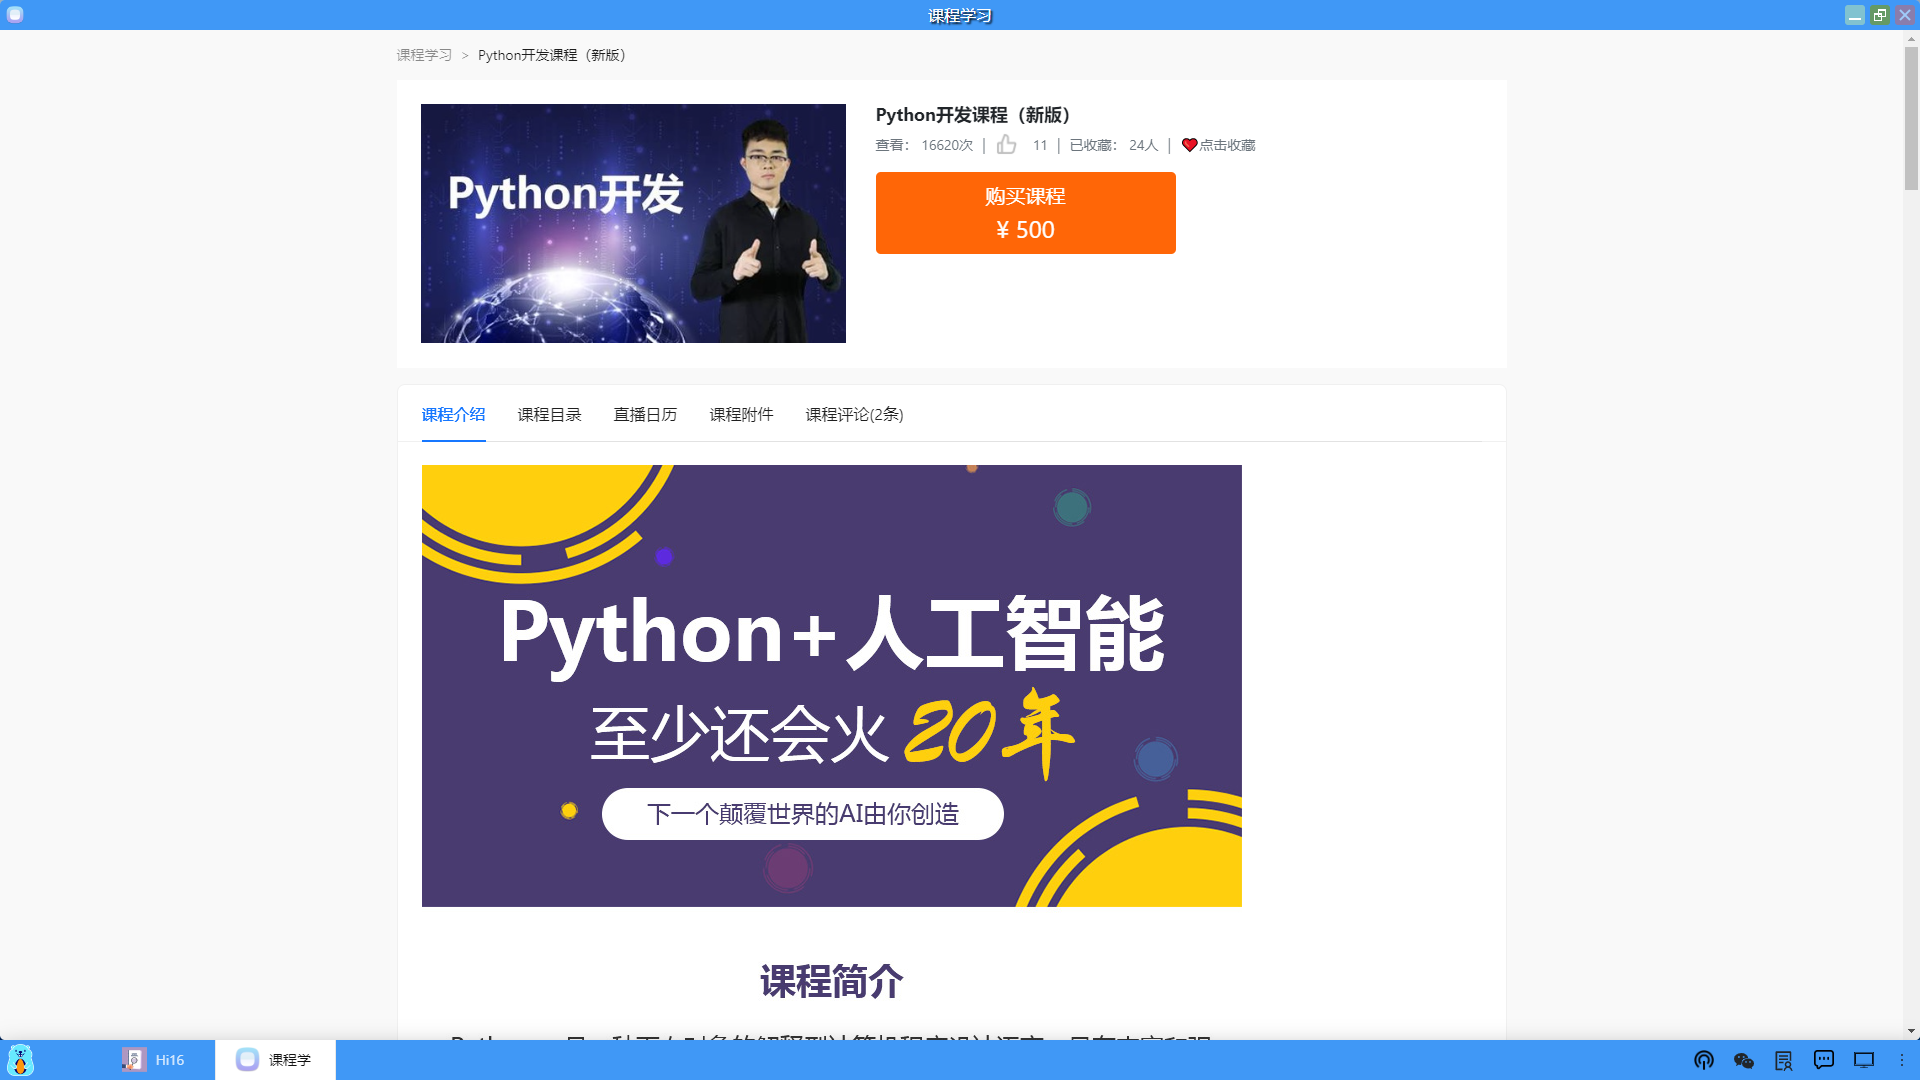 课程学习
课程学习 > Python开发课程（新版）
Python开发
Python开发课程（新版）
查看： 16620次 | 11 | 已收藏： 24人 | 点击收藏
购买课程
¥ 500
课程介绍 课程目录 直播日历 课程附件 课程评论(2条)
Python+人工智能
至少还会火20年
下一个颠覆世界的AI由你创造
课程简介
Hi16 课程学